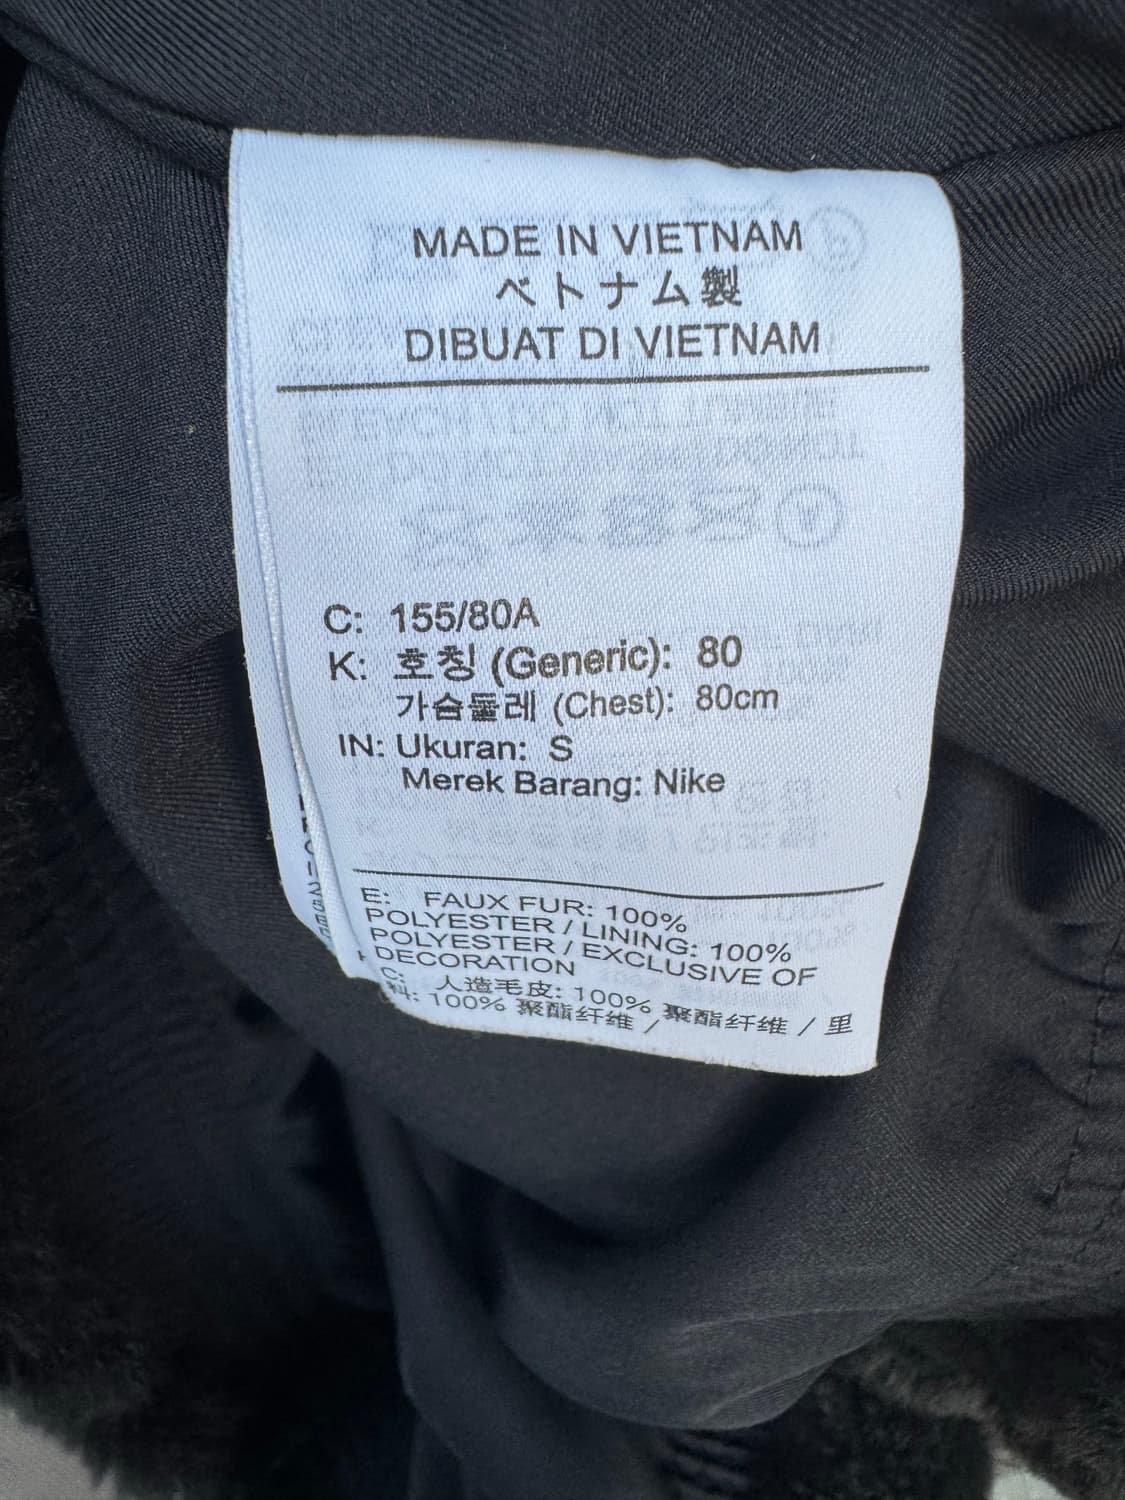 MADE IN VIETNAM
ベトナム製
DIBUAT DI VIETNAM
C: 155/80A
K: 호칭 (Generic): 80
가슴둘레 (Chest): 80cm
IN: Ukuran: S
Merek Barang: Nike
E: FAUX FUR: 100%
POLYESTER / LINING: 100%
POLYESTER / EXCLUSIVE OF
DECORATION
C: 人造毛皮: 100% 聚酯纤维 / 里
料: 100% 聚酯纤维 /